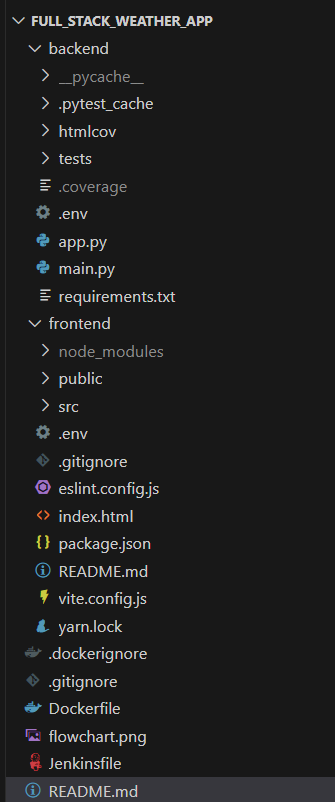 FULL_STACK_WEATHER_APP
backend
__pycache__
.pytest_cache
htmlcov
tests
.coverage
.env
app.py
main.py
requirements.txt
frontend
node_modules
public
src
.env
.gitignore
eslint.config.js
index.html
package.json
README.md
vite.config.js
yarn.lock
.dockerignore
.gitignore
Dockerfile
flowchart.png
Jenkinsfile
README.md